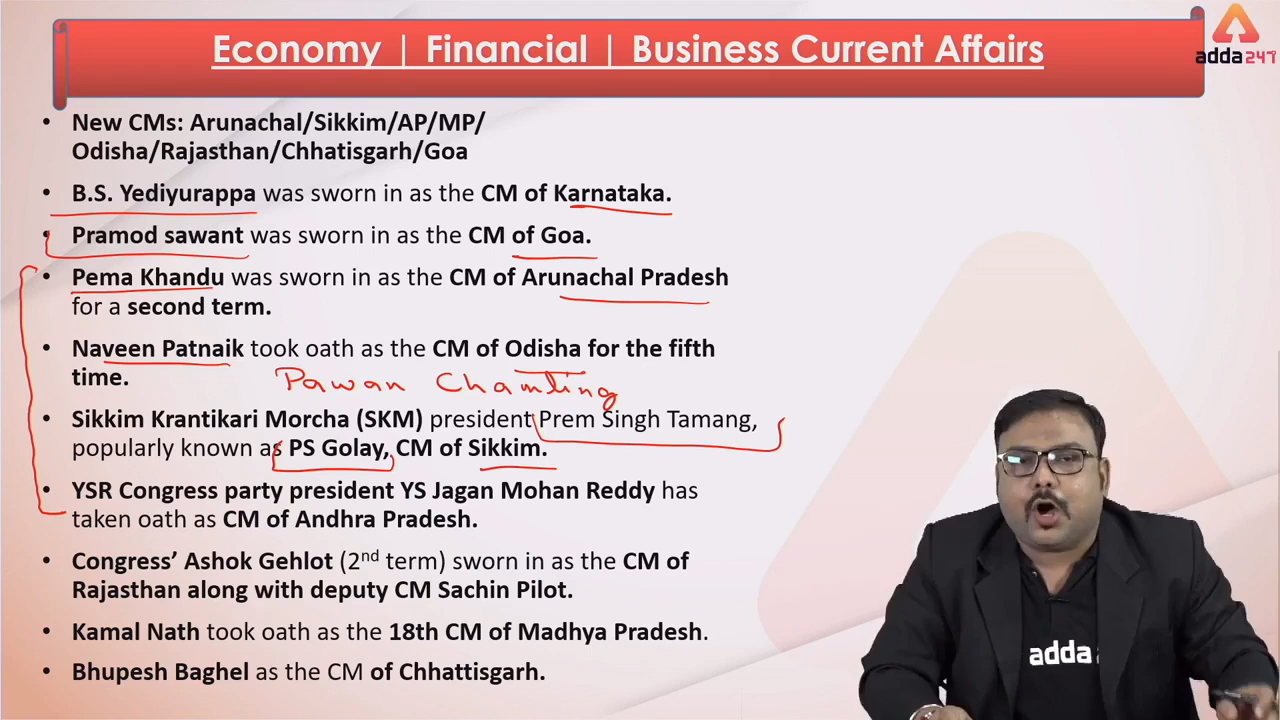 Economy | Financial | Business Current Affairs
adda247
• New CMs: Arunachal/Sikkim/AP/MP/
Odisha/Rajasthan/Chhatisgarh/Goa
• B.S. Yediyurappa was sworn in as the CM of Karnataka.
• Pramod sawant was sworn in as the CM of Goa.
• Pema Khandu was sworn in as the CM of Arunachal Pradesh
for a second term.
• Naveen Patnaik took oath as the CM of Odisha for the fifth
time.
Pawan Chamling
• Sikkim Krantikari Morcha (SKM) president Prem Singh Tamang,
popularly known as PS Golay, CM of Sikkim.
• YSR Congress party president YS Jagan Mohan Reddy has
taken oath as CM of Andhra Pradesh.
• Congress’ Ashok Gehlot (2nd term) sworn in as the CM of
Rajasthan along with deputy CM Sachin Pilot.
• Kamal Nath took oath as the 18th CM of Madhya Pradesh.
• Bhupesh Baghel as the CM of Chhattisgarh.
adda